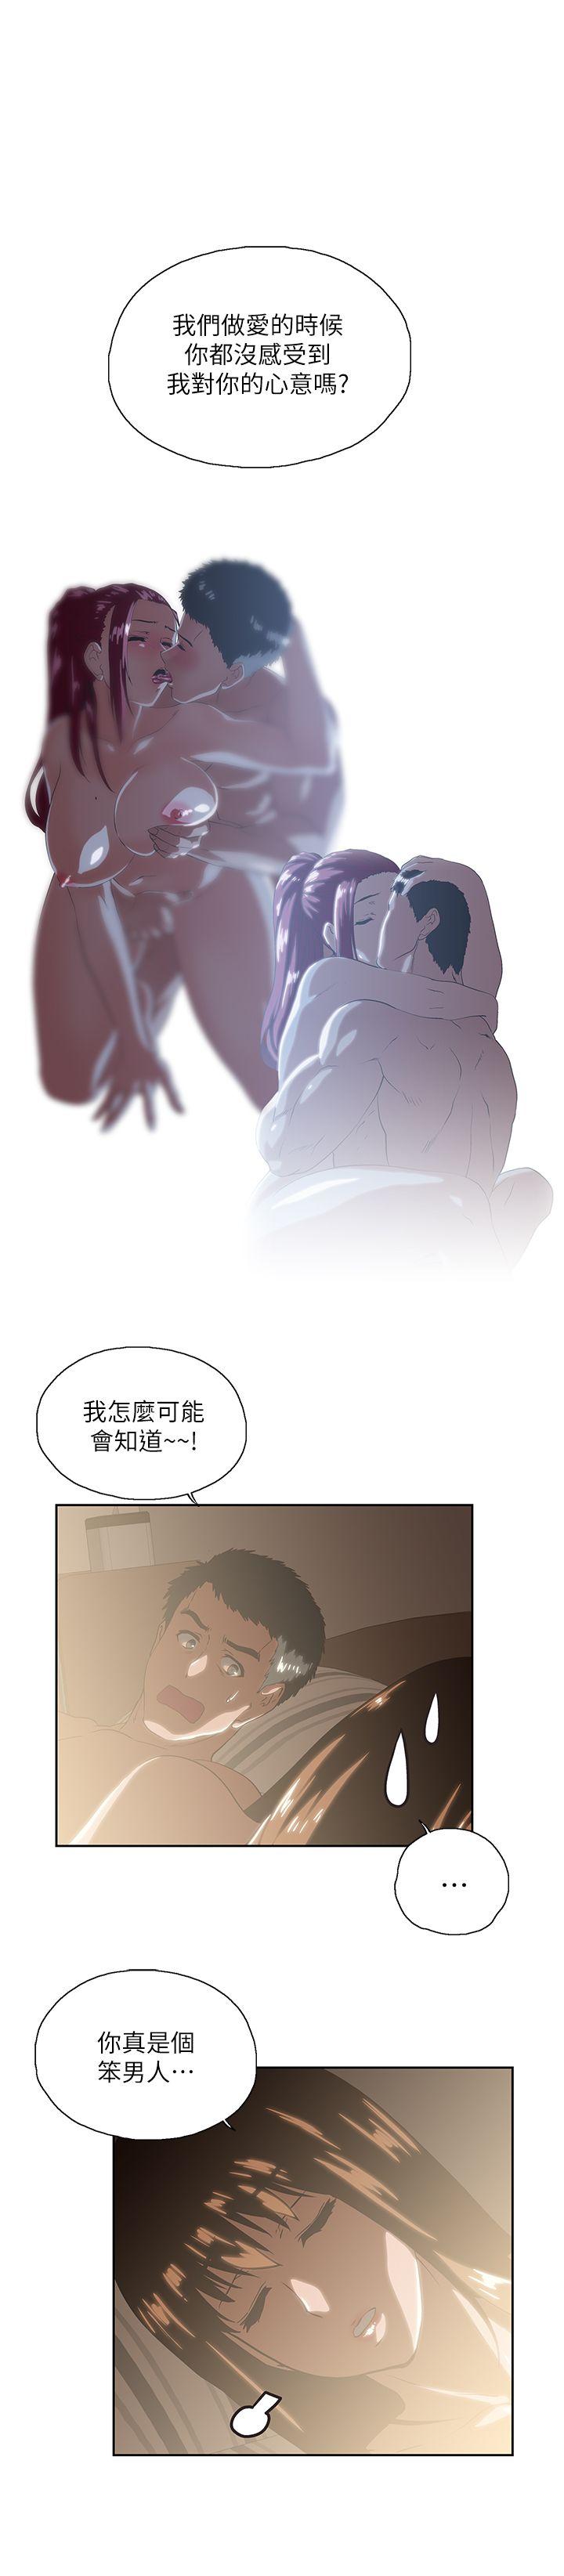 我們做愛的時候
你都沒感受到
我對你的心意嗎?
我怎麼可能
會知道~~!
...
你真是個
笨男人…